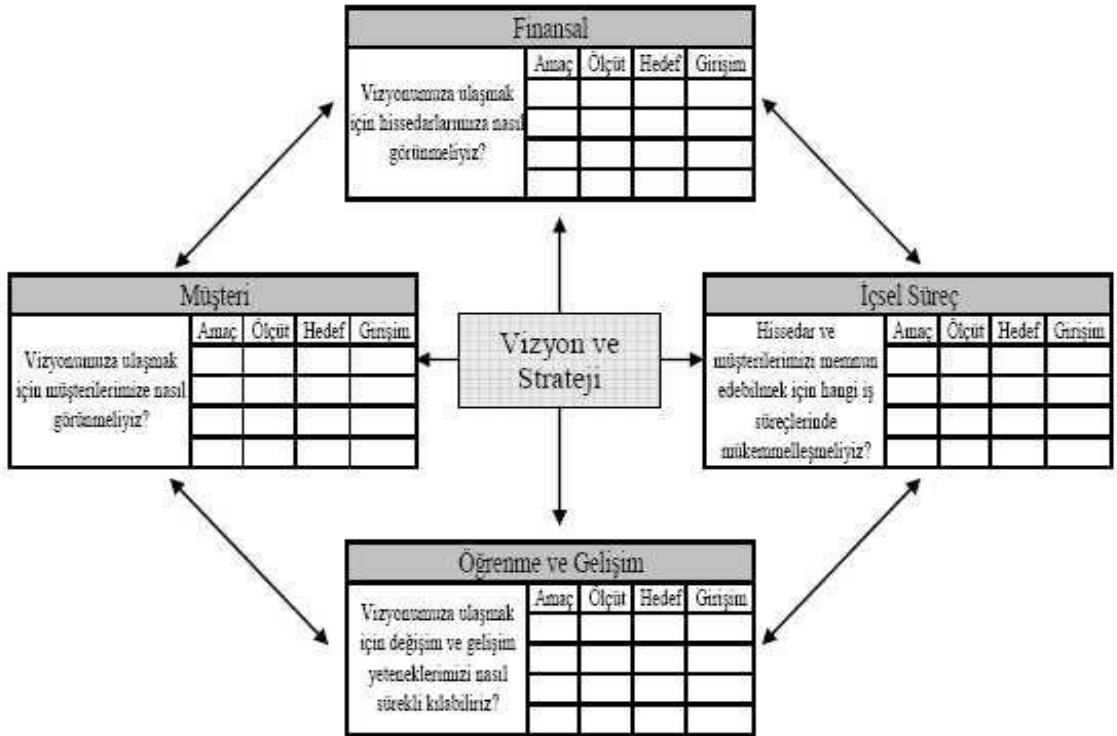 Finansal
Amaç Ölçüt Hedef Girişim
Vizyonumuza ulaşmak
için hissedarlarımıza nasıl
görünmeliyiz?
Müşteri
Amaç Ölçüt Hedef Girişim
Vizyonumuza ulaşmak
için müşterilerimize nasıl
görünmeliyiz?
Vizyon ve
Strateji
İçsel Süreç
Amaç Ölçüt Hedef Girişim
Hissedar ve
müşterilerimizi memnun
edebilmek için hangi iş
süreçlerinde
mükemmelleşmeliyiz?
Öğrenme ve Gelişim
Amaç Ölçüt Hedef Girişim
Vizyonumuza ulaşmak
için değişim ve gelişim
yeteneklerimizi nasıl
sürekli kılabiliriz?